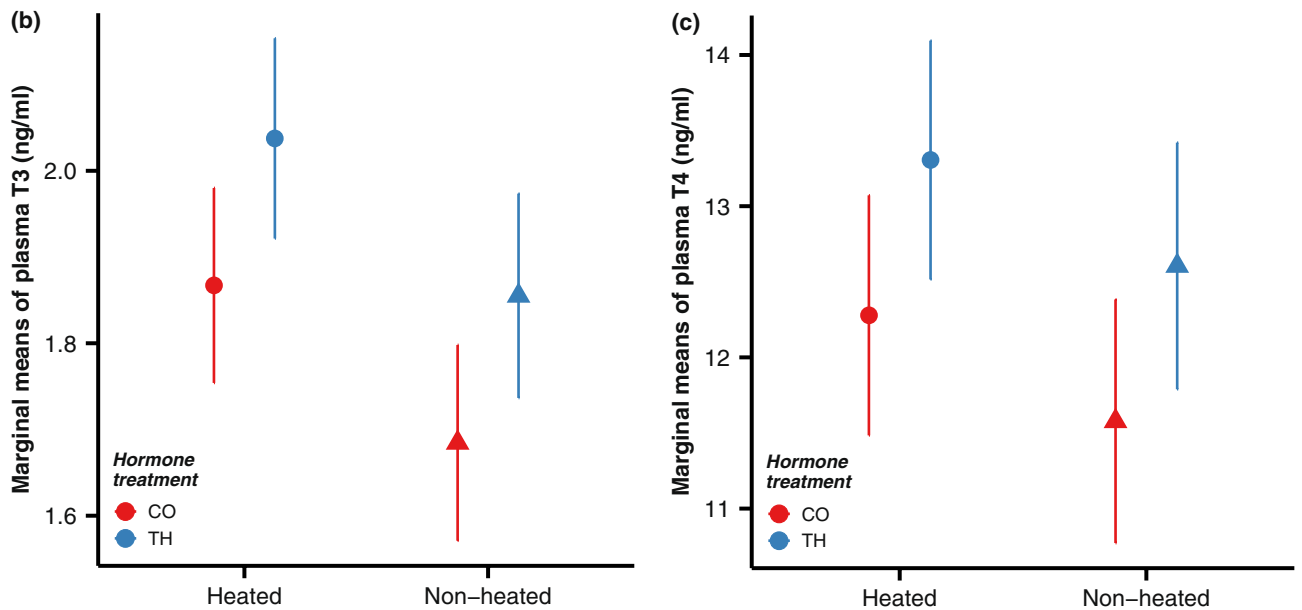 (b)
Marginal means of plasma T3 (ng/ml)
2.0
1.8
1.6
Hormone
treatment
CO
TH
Heated
Non-heated
(c)
Marginal means of plasma T4 (ng/ml)
14
13
12
11
Hormone
treatment
CO
TH
Heated
Non-heated